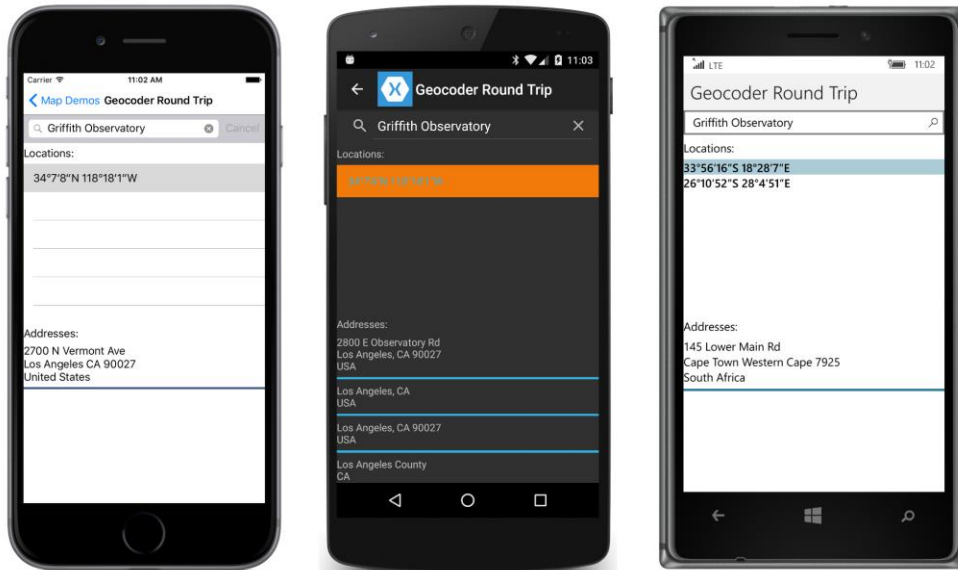 Carrier 11:02 AM
Map Demos Geocoder Round Trip
Griffith Observatory Cancel
Locations:
34°7'8"N 118°18'1"W
Addresses:
2700 N Vermont Ave
Los Angeles CA 90027
United States
11:03
Geocoder Round Trip
Griffith Observatory
Locations:
Addresses:
2800 E Observatory Rd
Los Angeles, CA 90027
USA
Los Angeles, CA
USA
Los Angeles, CA 90027
USA
Los Angeles County
CA
LTE 11:02
Geocoder Round Trip
Griffith Observatory
Locations:
33°56'16"S 18°28'7"E
26°10'52"S 28°4'51"E
Addresses:
145 Lower Main Rd
Cape Town Western Cape 7925
South Africa